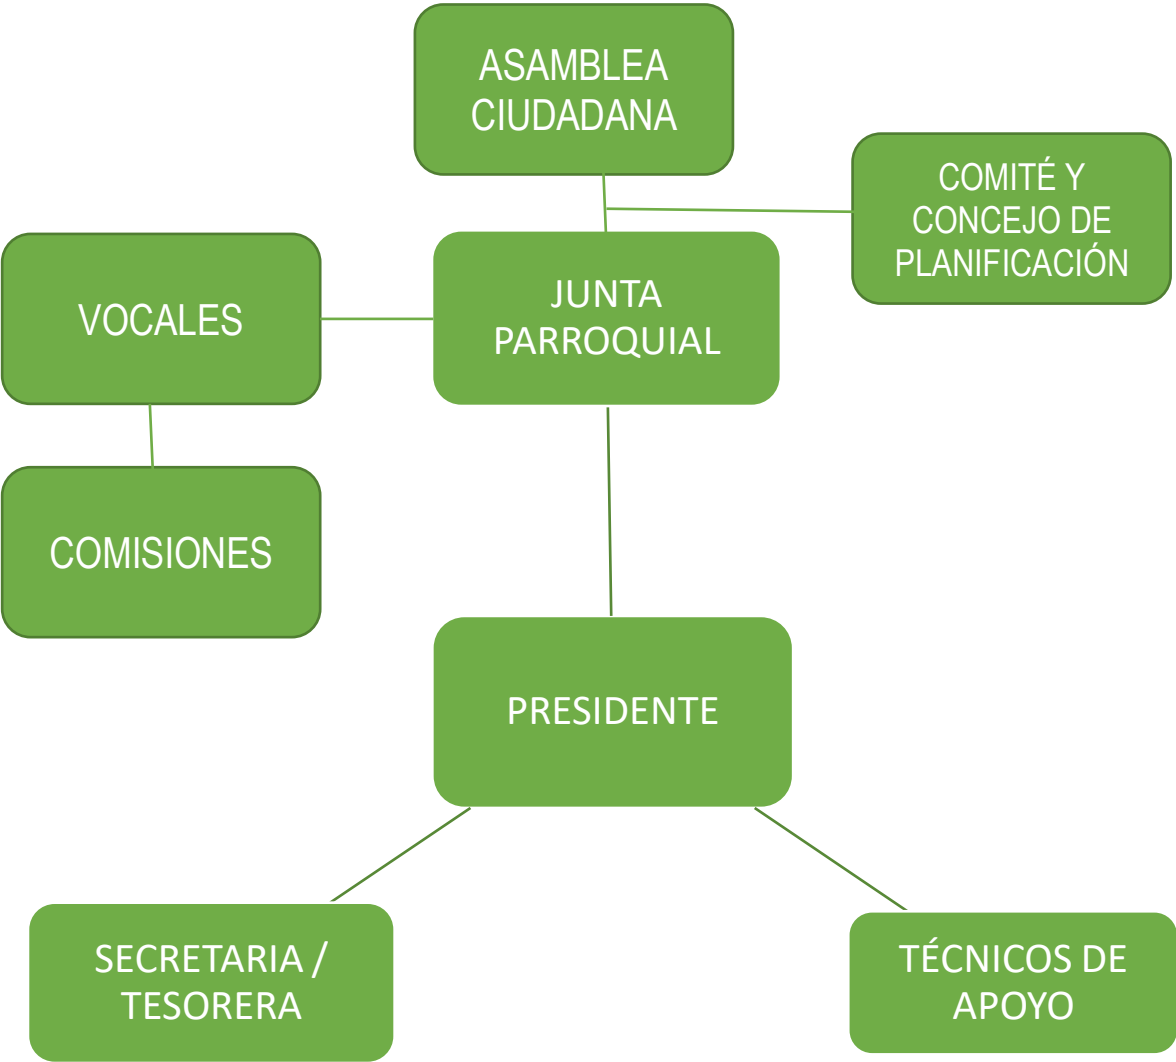 ASAMBLEA
CIUDADANA
COMITÉ Y
CONCEJO DE
PLANIFICACIÓN
VOCALES
JUNTA
PARROQUIAL
COMISIONES
PRESIDENTE
SECRETARIA /
TESORERA
TÉCNICOS DE
APOYO